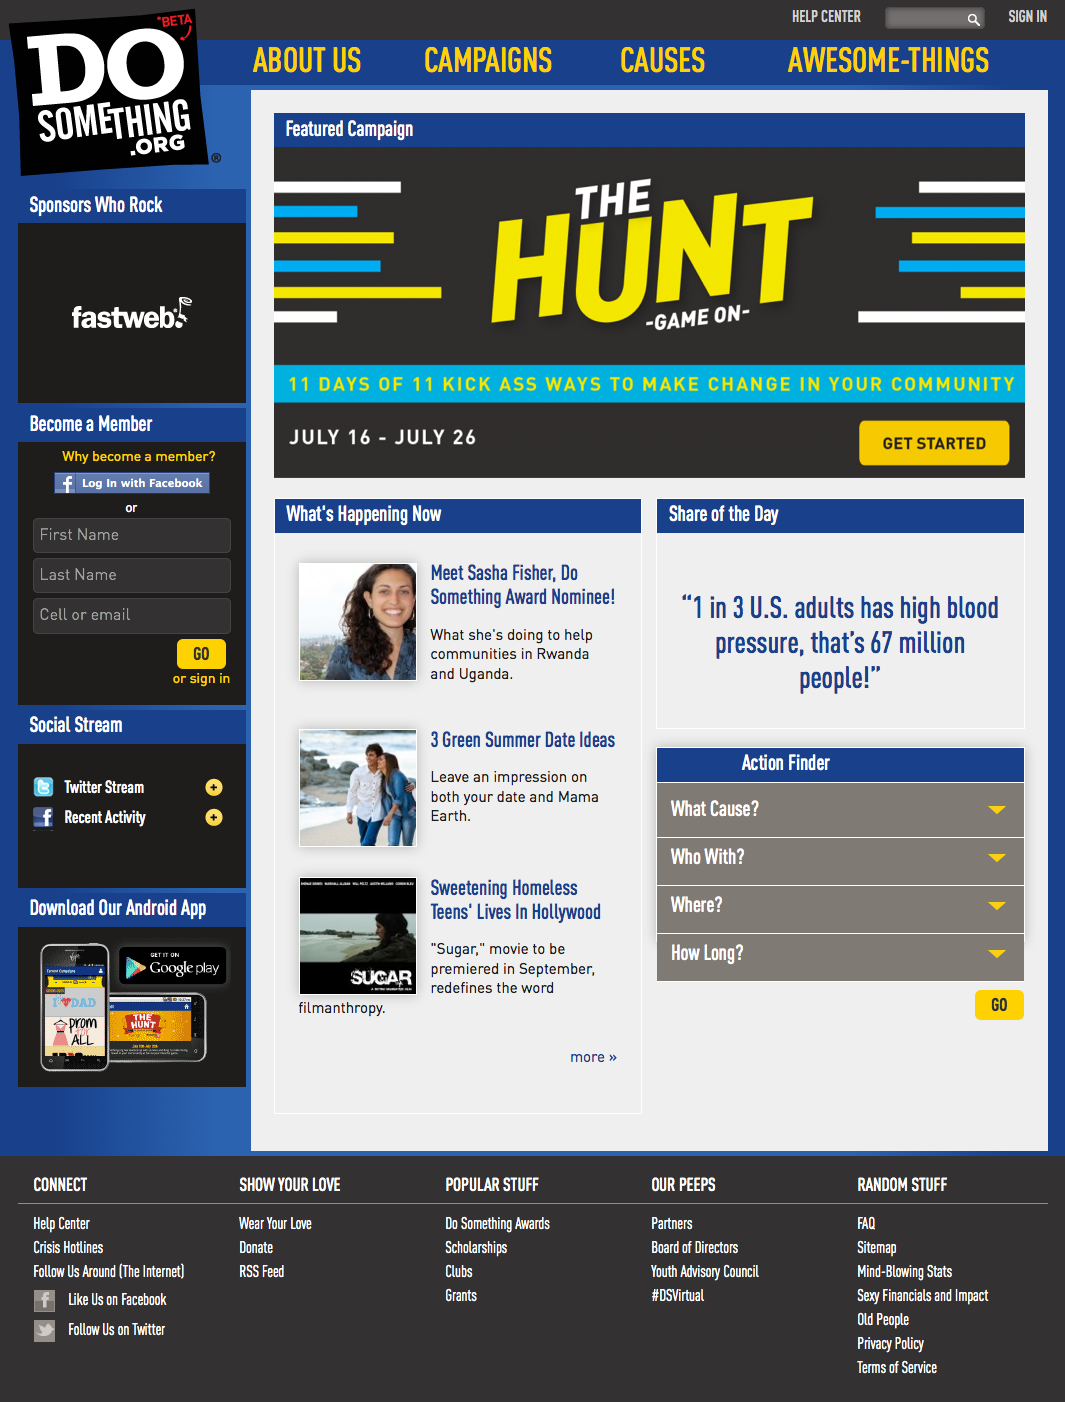 HELP CENTER
SIGN IN
*BETA
DO
SOMETHING
.ORG
®
ABOUT US
CAMPAIGNS
CAUSES
AWESOME-THINGS
Sponsors Who Rock
fastweb.
Become a Member
Why become a member?
Log In with Facebook
or
First Name
Last Name
Cell or email
GO
or sign in
Social Stream
Twitter Stream
Recent Activity
Download Our Android App
GET IT ON
Google play
I DAD
prom
for
ALL
THE
HUNT
Featured Campaign
THE
HUNT
-GAME ON-
11 DAYS OF 11 KICK ASS WAYS TO MAKE CHANGE IN YOUR COMMUNITY
JULY 16 - JULY 26
GET STARTED
What's Happening Now
Meet Sasha Fisher, Do
Something Award Nominee!
What she's doing to help
communities in Rwanda
and Uganda.
3 Green Summer Date Ideas
Leave an impression on
both your date and Mama
Earth.
SUGAR
Sweetening Homeless
Teens' Lives In Hollywood
"Sugar," movie to be
premiered in September,
redefines the word
filmanthropy.
more »
Share of the Day
“1 in 3 U.S. adults has high blood
pressure, that’s 67 million
people!”
Action Finder
What Cause?
Who With?
Where?
How Long?
GO
CONNECT
Help Center
Crisis Hotlines
Follow Us Around (The Internet)
Like Us on Facebook
Follow Us on Twitter
SHOW YOUR LOVE
Wear Your Love
Donate
RSS Feed
POPULAR STUFF
Do Something Awards
Scholarships
Clubs
Grants
OUR PEEPS
Partners
Board of Directors
Youth Advisory Council
#DSVirtual
RANDOM STUFF
FAQ
Sitemap
Mind-Blowing Stats
Sexy Financials and Impact
Old People
Privacy Policy
Terms of Service